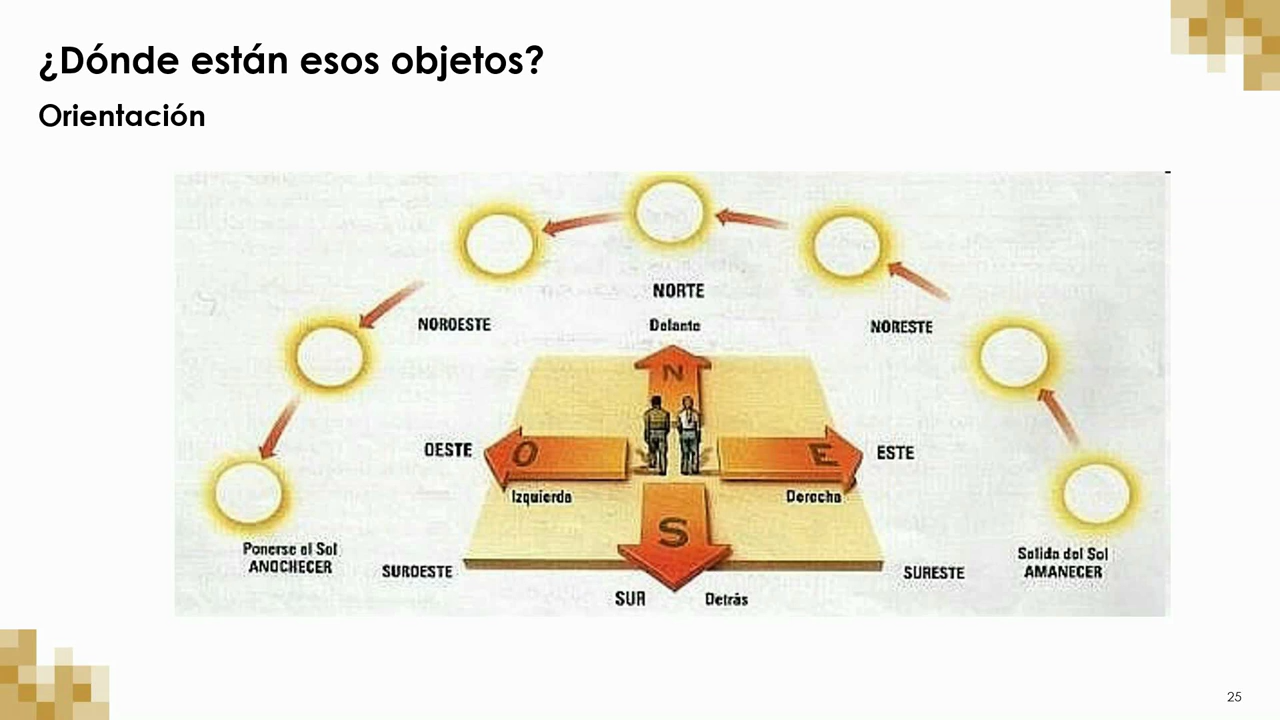 ¿Dónde están esos objetos?
Orientación
NORTE
Delante
NOROESTE
NORESTE
N
OESTE
O
E
ESTE
Izquierda
Derecha
S
Ponerse el Sol
ANOCHECER
SUROESTE
SUR
Detrás
SURESTE
Salida del Sol
AMANECER
25